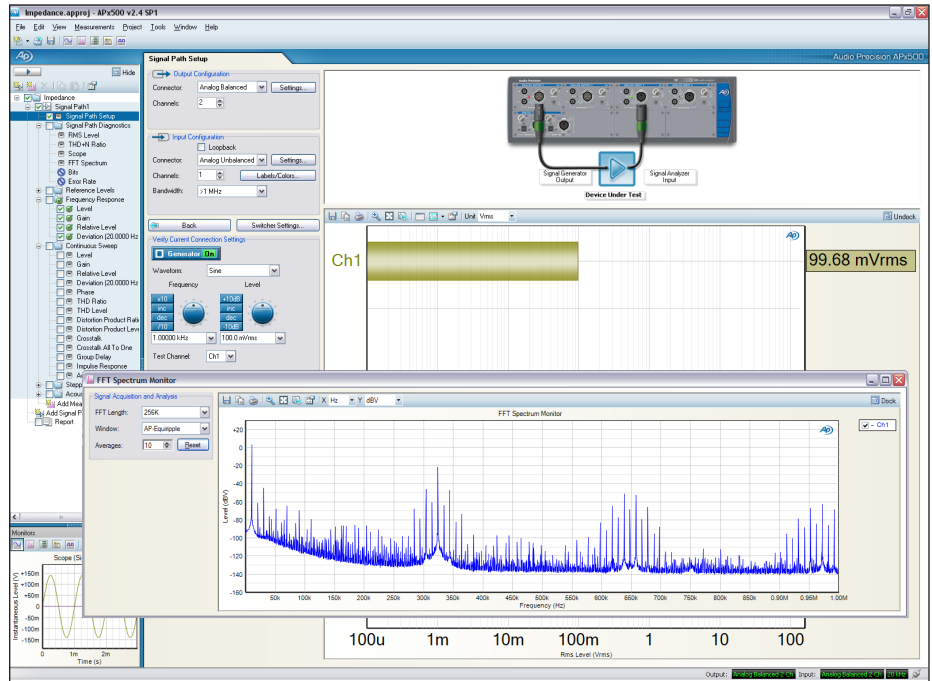 Impedance.approj - APx500 v2.4 SP1
File Edit View Measurements Project Tools Window Help
AP
Audio Precision APx500
Hide
Impedance
Signal Path1
Signal Path Setup
Signal Path Diagnostics
RMS Level
THD+N Ratio
Scope
FFT Spectrum
Bits
Error Rate
Reference Levels
Frequency Response
Level
Gain
Relative Level
Deviation (20.0000 Hz
Continuous Sweep
Level
Gain
Relative Level
Deviation (20.0000 Hz
Phase
THD Ratio
THD Level
Distortion Product Rati
Distortion Product Leve
Crosstalk
Crosstalk All To One
Group Delay
Impulse Response
Stepp
Acous
Add Mea
Add Signal P
Report
Signal Path Setup
Output Configuration
Connector: Analog Balanced Settings...
Channels: 2
Input Configuration
Loopback
Connector: Analog Unbalanced Settings...
Channels: 1 Labels/Colors...
Bandwidth: >1 MHz
Back Switcher Settings...
Verify Current Connection Settings
Generator On
Waveform: Sine
Frequency Level
x10 +10dB
inc inc
dec dec
/10 -10dB
1.00000 kHz 100.0 mVrms
Test Channel: Ch1
Audio Precision
AP
Signal Generator Output
Signal Analyzer Input
Device Under Test
Unit Vrms
Undock
Ch1
AP
99.68 mVrms
100u 1m 10m 100m 1 10 100
Rms Level (Vrms)
FFT Spectrum Monitor
Signal Acquisition and Analysis
FFT Length: 256K
Window: AP-Equiripple
Averages: 10 Reset
X Hz Y dBV
Dock
FFT Spectrum Monitor
AP
Ch1
Level (dBV)
+20
0
-20
-40
-60
-80
-100
-120
-140
-160
50k 100k 150k 200k 250k 300k 350k 400k 450k 500k 550k 600k 650k 700k 750k 800k 850k 0.90M 0.95M 1.00M
Frequency (Hz)
Monitors
Scope (Si
Instantaneous Level (V)
+150m
+100m
+50m
0
-50m
-100m
-150m
0 1m 2m
Time (s)
Output: Analog Balanced 2 Ch Input: Analog Balanced 2 Ch 20 kHz